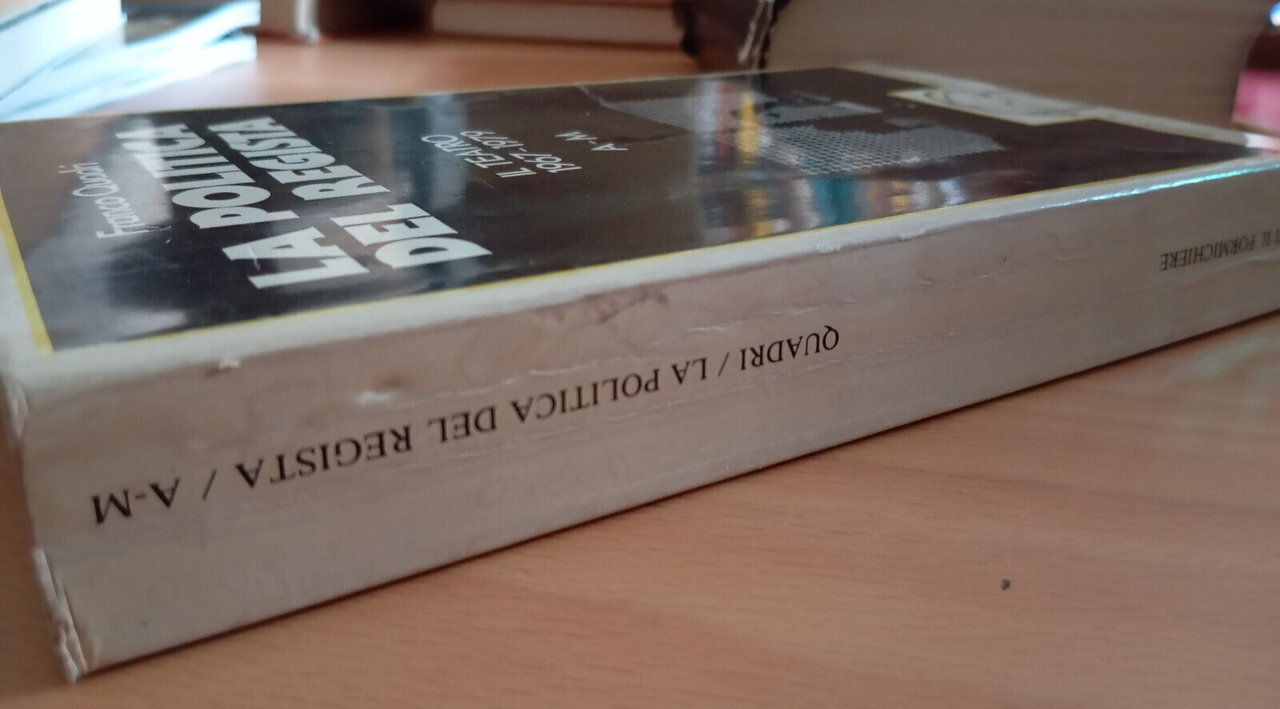 Franco Quadri
LA POLITICA
DEL REGISTA
IL TEATRO
1967-1979
A-M
QUADRI / LA POLITICA DEL REGISTA / A-M
IL FORMICHIERE